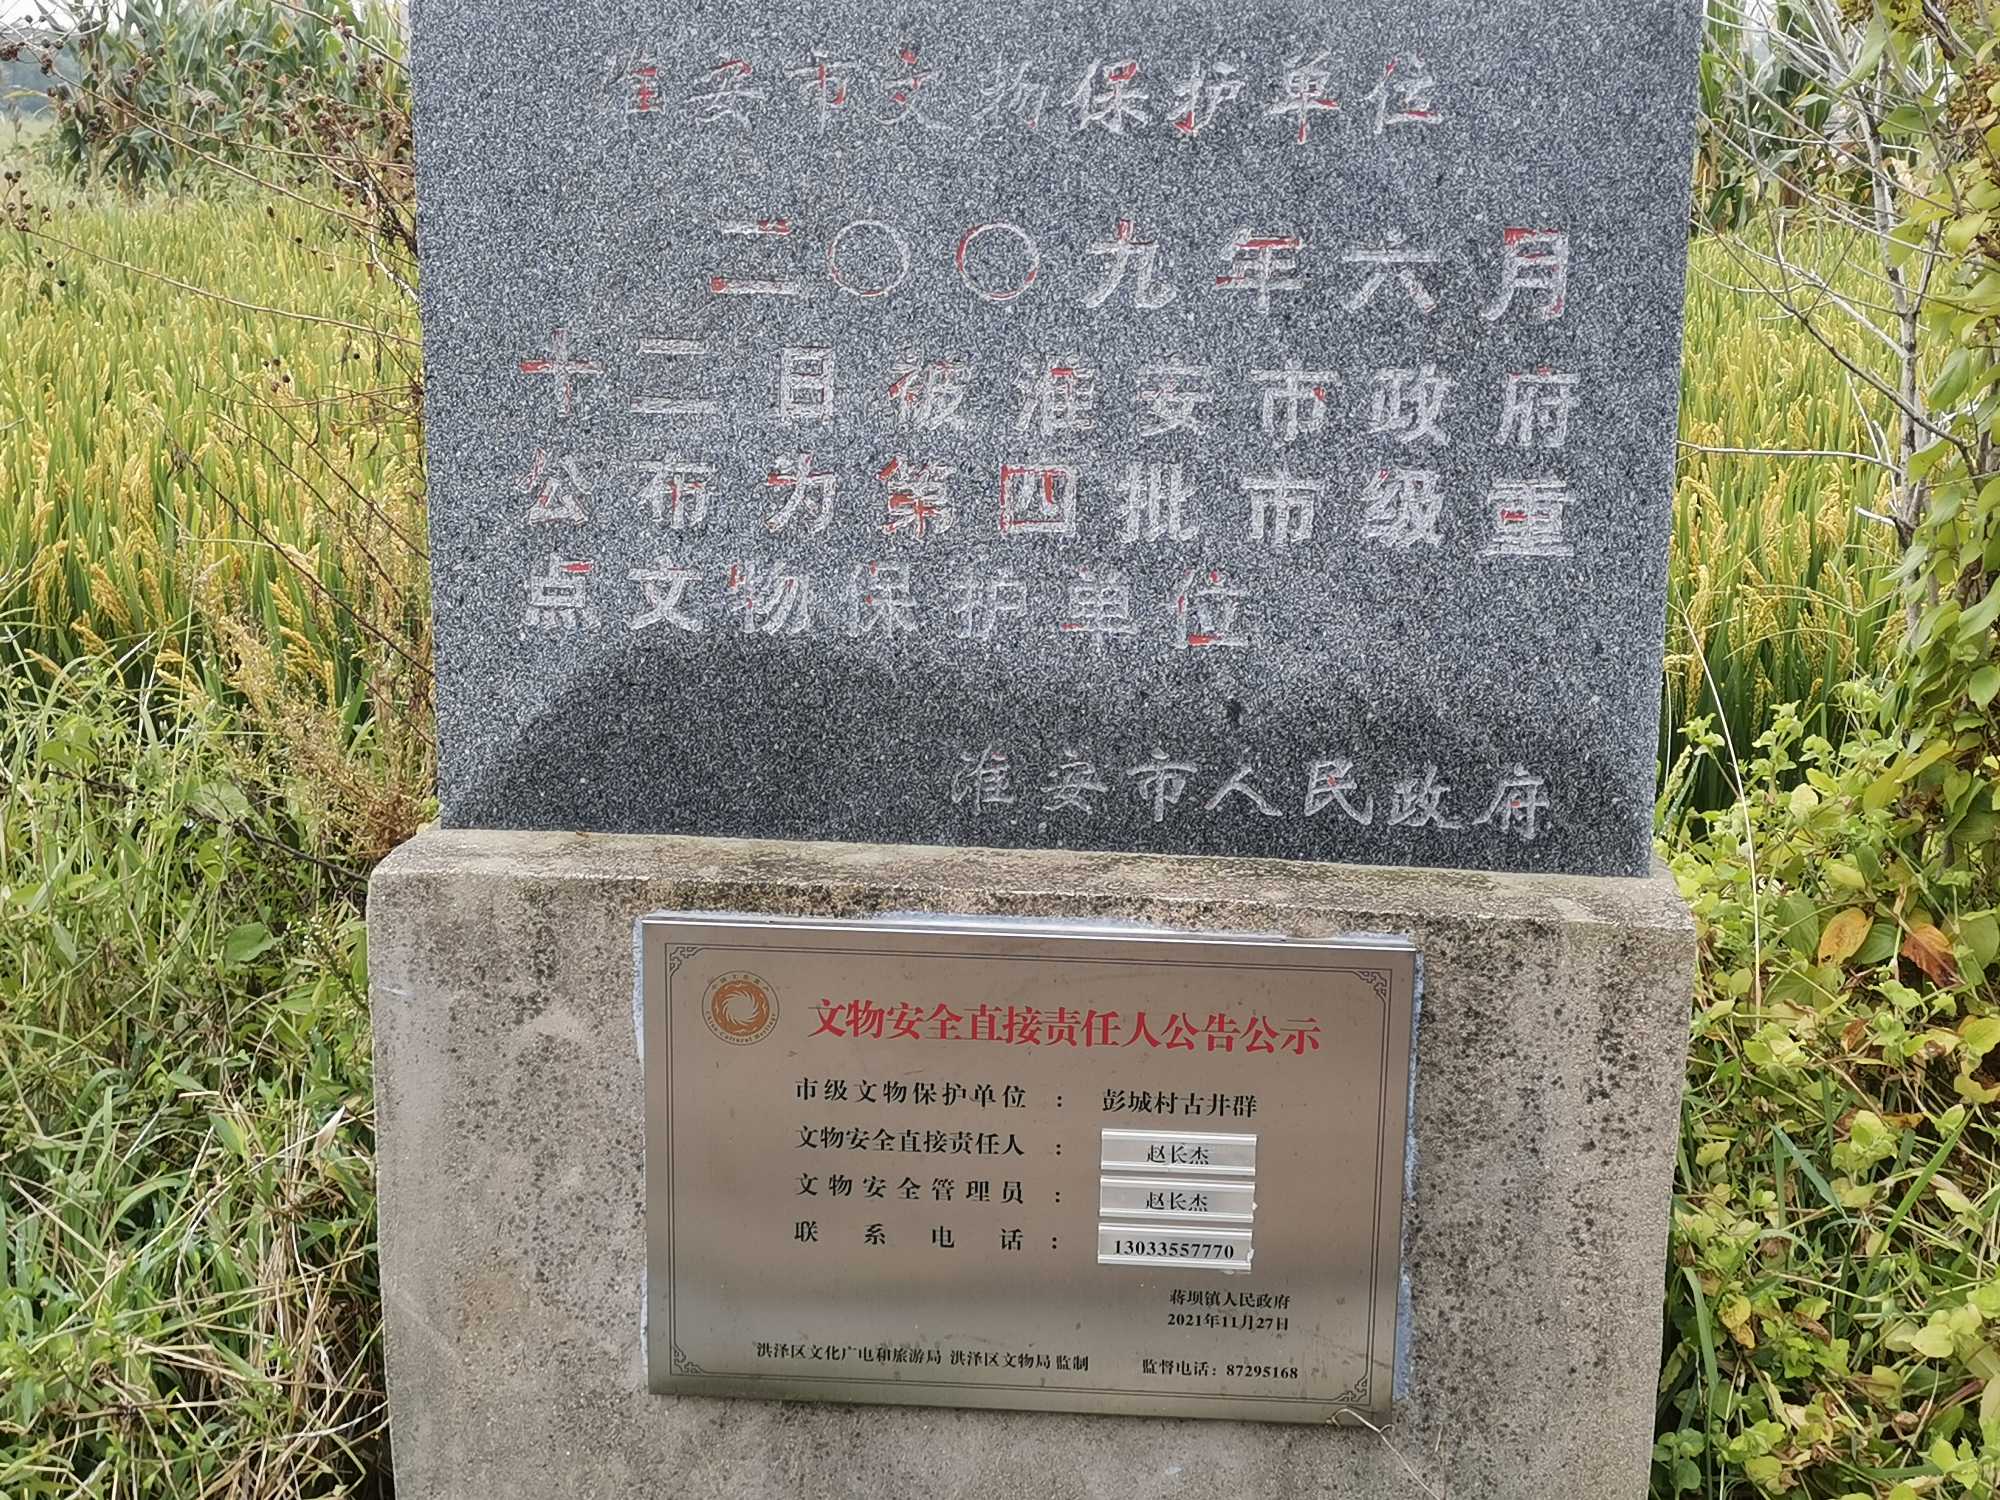 淮安市文物保护单位
二〇〇九年六月
十二日被淮安市政府
公布为第四批市级重
点文物保护单位
淮安市人民政府
文物安全直接责任人公告公示
市级文物保护单位：彭城村古井群
文物安全直接责任人：赵长杰
文物安全管理员：赵长杰
联系电话：13033557770
蒋坝镇人民政府
2021年11月27日
洪泽区文化广电和旅游局 洪泽区文物局 监制 监督电话：87295168